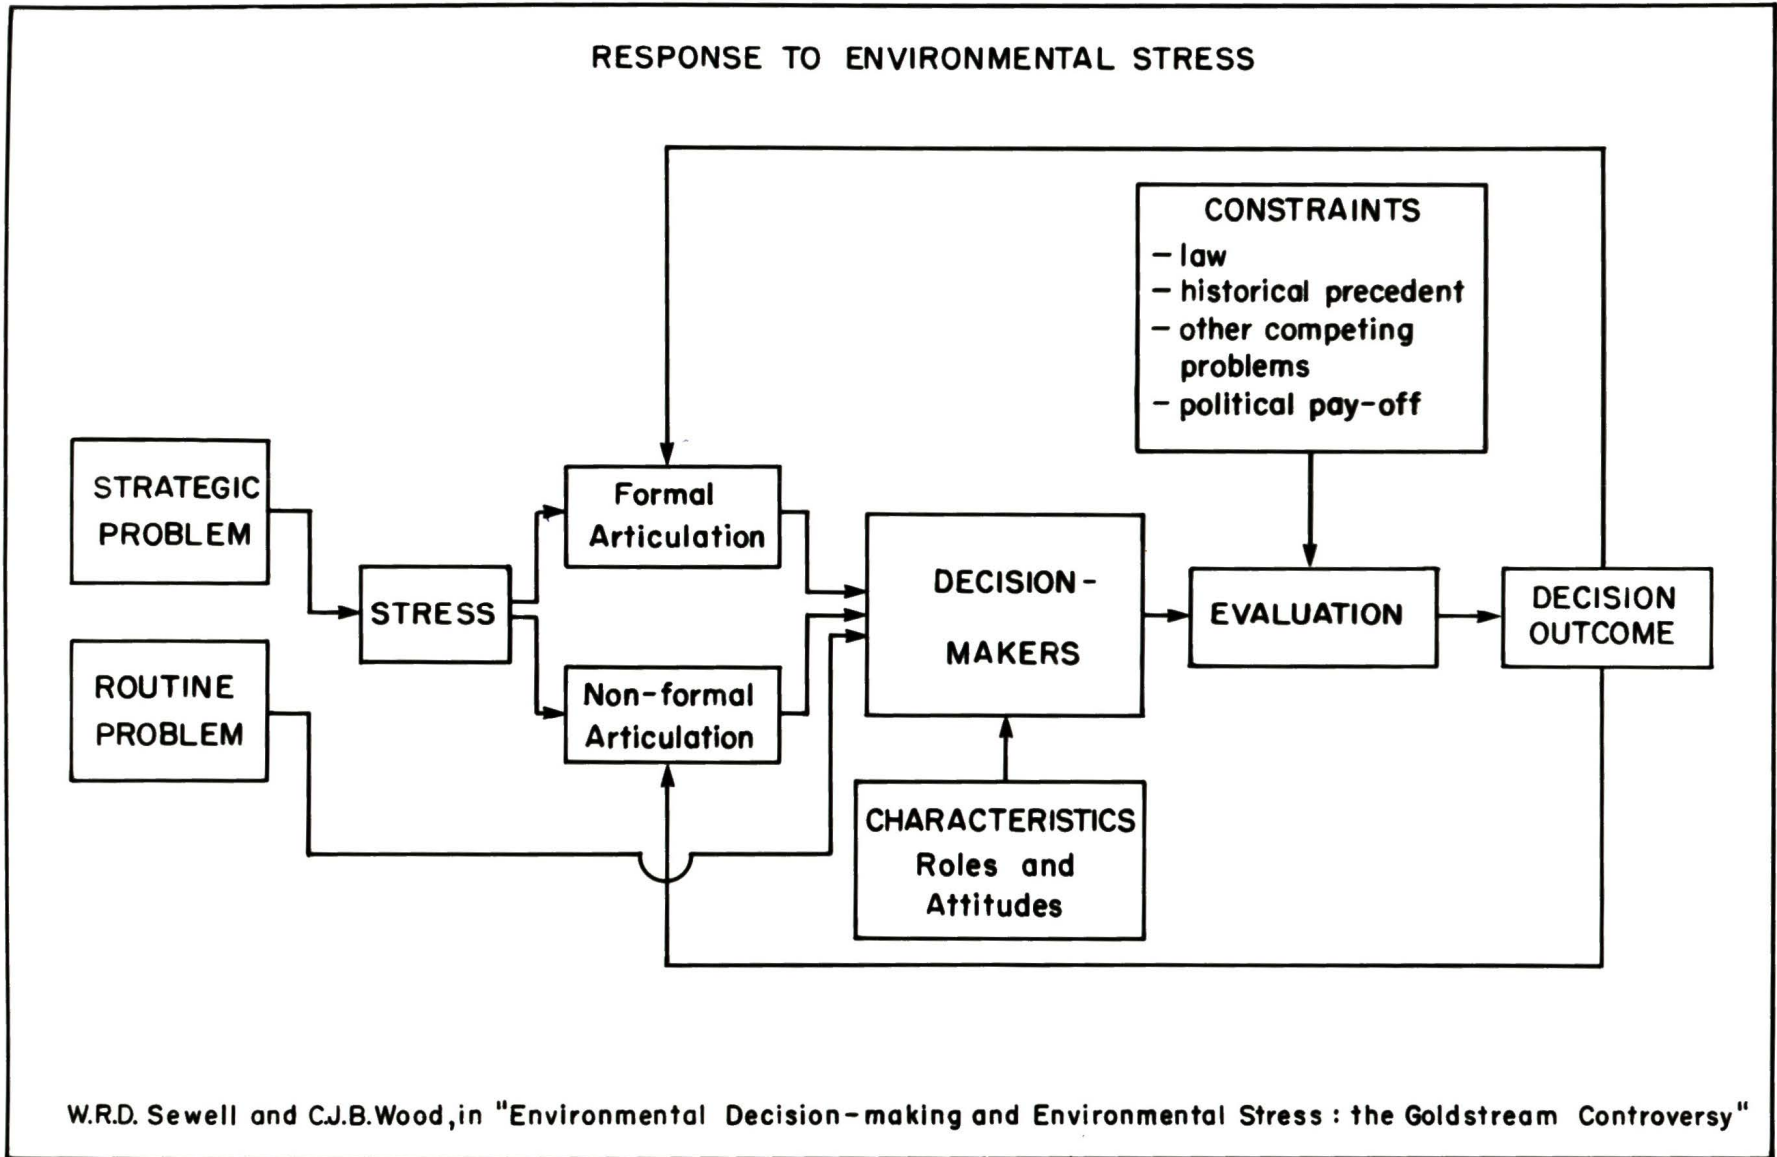 RESPONSE TO ENVIRONMENTAL STRESS
CONSTRAINTS
– law
– historical precedent
– other competing
problems
– political pay-off
STRATEGIC
PROBLEM
Formal
Articulation
STRESS
DECISION-
MAKERS
EVALUATION
DECISION
OUTCOME
ROUTINE
PROBLEM
Non-formal
Articulation
CHARACTERISTICS
Roles and
Attitudes
W.R.D. Sewell and C.J.B. Wood, in "Environmental Decision-making and Environmental Stress : the Goldstream Controversy"